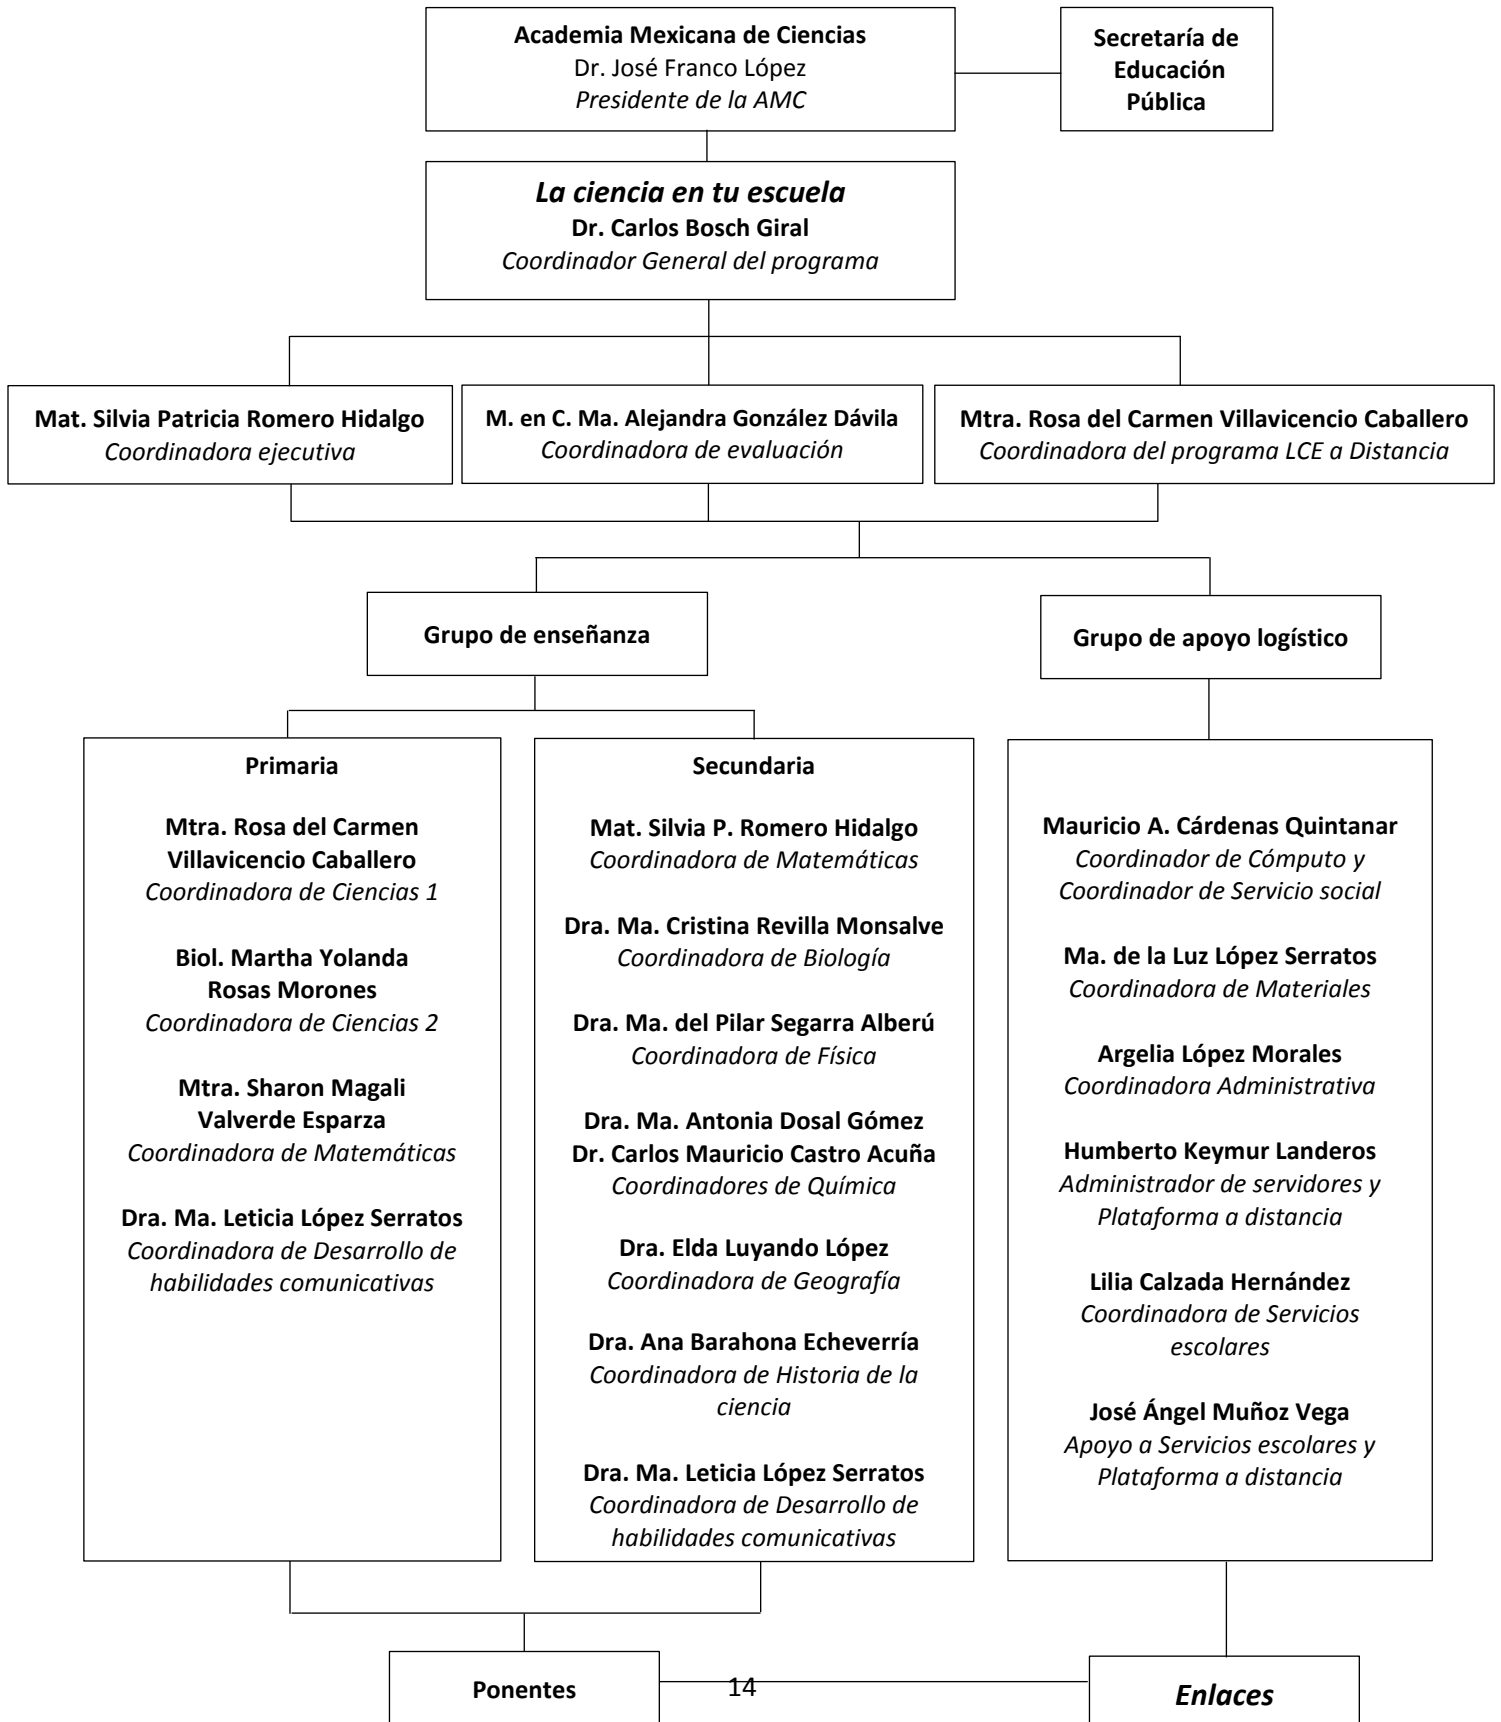 Academia Mexicana de Ciencias
Dr. José Franco López
Presidente de la AMC
Secretaría de
Educación
Pública
La ciencia en tu escuela
Dr. Carlos Bosch Giral
Coordinador General del programa
Mat. Silvia Patricia Romero Hidalgo
Coordinadora ejecutiva
M. en C. Ma. Alejandra González Dávila
Coordinadora de evaluación
Mtra. Rosa del Carmen Villavicencio Caballero
Coordinadora del programa LCE a Distancia
Grupo de enseñanza
Grupo de apoyo logístico
Primaria
Mtra. Rosa del Carmen
Villavicencio Caballero
Coordinadora de Ciencias 1
Biol. Martha Yolanda
Rosas Morones
Coordinadora de Ciencias 2
Mtra. Sharon Magali
Valverde Esparza
Coordinadora de Matemáticas
Dra. Ma. Leticia López Serratos
Coordinadora de Desarrollo de
habilidades comunicativas
Secundaria
Mat. Silvia P. Romero Hidalgo
Coordinadora de Matemáticas
Dra. Ma. Cristina Revilla Monsalve
Coordinadora de Biología
Dra. Ma. del Pilar Segarra Alberú
Coordinadora de Física
Dra. Ma. Antonia Dosal Gómez
Dr. Carlos Mauricio Castro Acuña
Coordinadores de Química
Dra. Elda Luyando López
Coordinadora de Geografía
Dra. Ana Barahona Echeverría
Coordinadora de Historia de la
ciencia
Dra. Ma. Leticia López Serratos
Coordinadora de Desarrollo de
habilidades comunicativas
Mauricio A. Cárdenas Quintanar
Coordinador de Cómputo y
Coordinador de Servicio social
Ma. de la Luz López Serratos
Coordinadora de Materiales
Argelia López Morales
Coordinadora Administrativa
Humberto Keymur Landeros
Administrador de servidores y
Plataforma a distancia
Lilia Calzada Hernández
Coordinadora de Servicios
escolares
José Ángel Muñoz Vega
Apoyo a Servicios escolares y
Plataforma a distancia
Ponentes
14
Enlaces